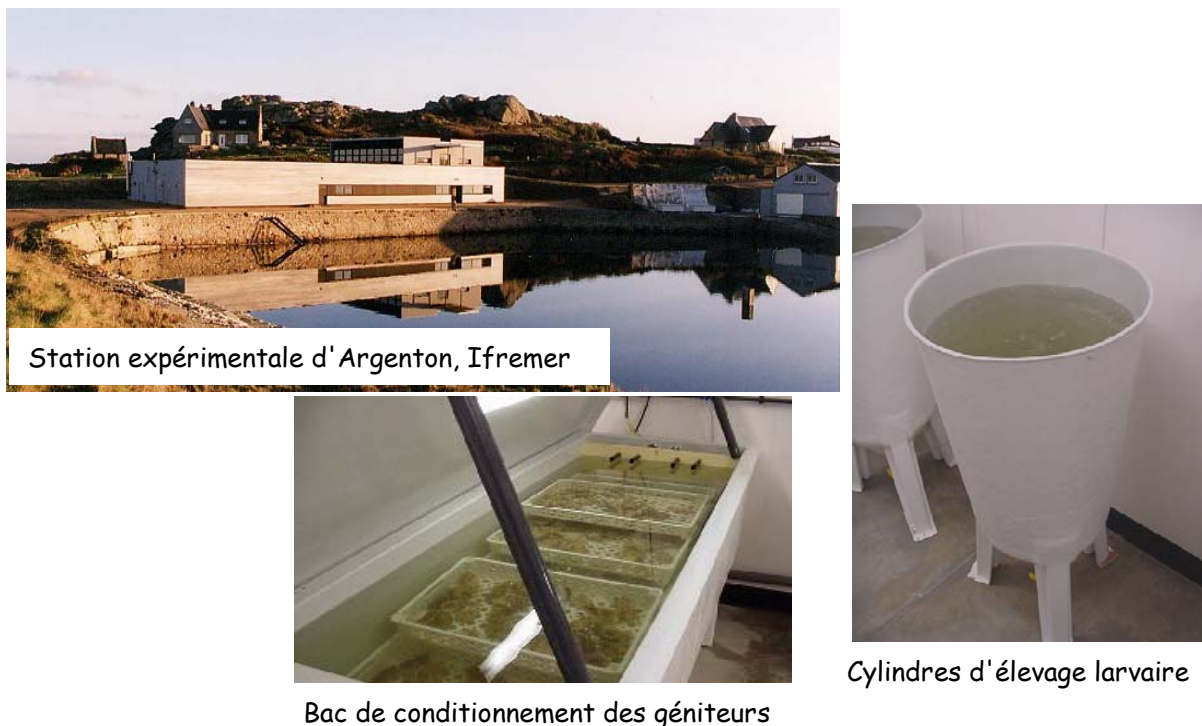 Station expérimentale d'Argenton, Ifremer
Cylindres d'élevage larvaire
Bac de conditionnement des géniteurs